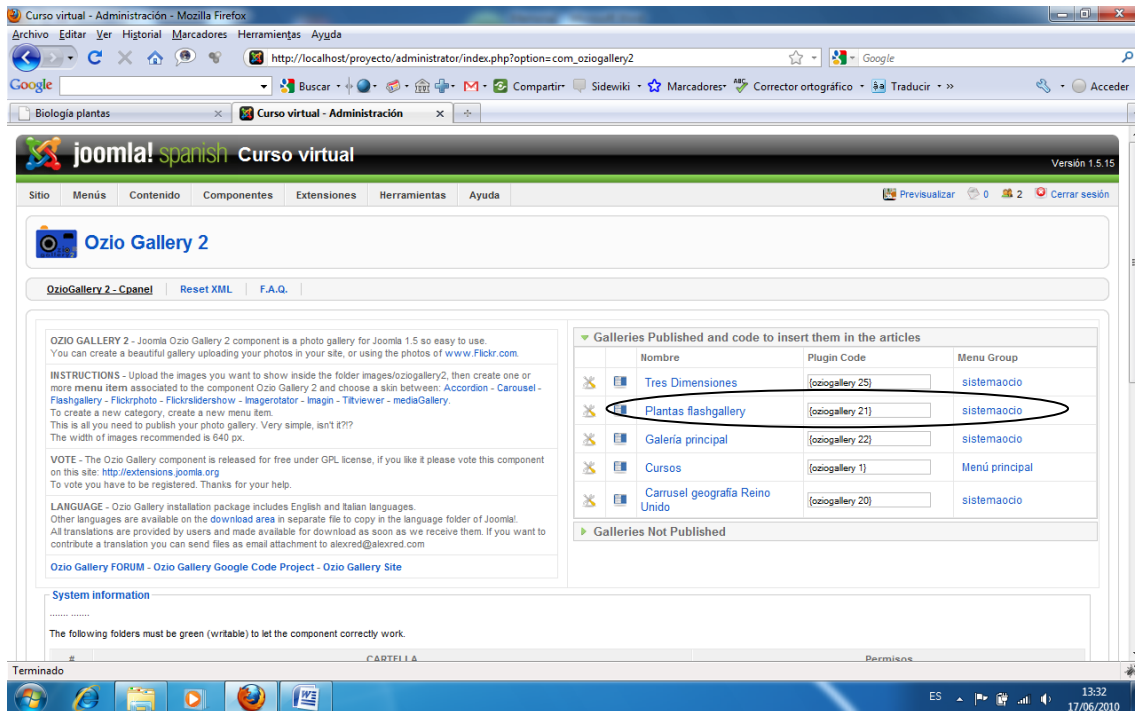 Curso virtual - Administración - Mozilla Firefox
Archivo Editar Ver Historial Marcadores Herramientas Ayuda
http://localhost/proyecto/administrator/index.php?option=com_oziogallery2
Google
Google Buscar Compartir Sidewiki Marcadores ABC Corrector ortográfico Traducir » Acceder
Biología plantas
Curso virtual - Administración
joomla! spanish Curso virtual
Versión 1.5.15
Sitio Menús Contenido Componentes Extensiones Herramientas Ayuda
Previsualizar 0 2 Cerrar sesión
Ozio Gallery 2
OzioGallery 2 - Cpanel Reset XML F.A.Q.
OZIO GALLERY 2 - Joomla Ozio Gallery 2 component is a photo gallery for Joomla 1.5 so easy to use.
You can create a beautiful gallery uploading your photos in your site, or using the photos of www.Flickr.com.
INSTRUCTIONS - Upload the images you want to show inside the folder images/oziogallery2, then create one or
more menu item associated to the component Ozio Gallery 2 and choose a skin between: Accordion - Carousel -
Flashgallery - Flickrphoto - Flickrslidershow - Imagerotator - Imagin - Tiltviewer - mediaGallery.
To create a new category, create a new menu item.
This is all you need to publish your photo gallery. Very simple, isn't it?!?
The width of images recommended is 640 px.
VOTE - The Ozio Gallery component is released for free under GPL license, if you like it please vote this component
on this site: http://extensions.joomla.org
To vote you have to be registered. Thanks for your help.
LANGUAGE - Ozio Gallery installation package includes English and Italian languages.
Other languages are available on the download area in separate file to copy in the language folder of Joomla!.
All translations are provided by users and made available for download as soon as we receive them. If you want to
contribute a translation you can send files as email attachment to alexred@alexred.com
Ozio Gallery FORUM - Ozio Gallery Google Code Project - Ozio Gallery Site
Galleries Published and code to insert them in the articles
Nombre Plugin Code Menu Group
Tres Dimensiones {oziogallery 25} sistemaocio
Plantas flashgallery {oziogallery 21} sistemaocio
Galería principal {oziogallery 22} sistemaocio
Cursos {oziogallery 1} Menú principal
Carrusel geografía Reino
Unido {oziogallery 20} sistemaocio
Galleries Not Published
System information
....... .......
The following folders must be green (writable) to let the component correctly work.
# CARTELLA Permisos
Terminado
ES 13:32
17/06/2010